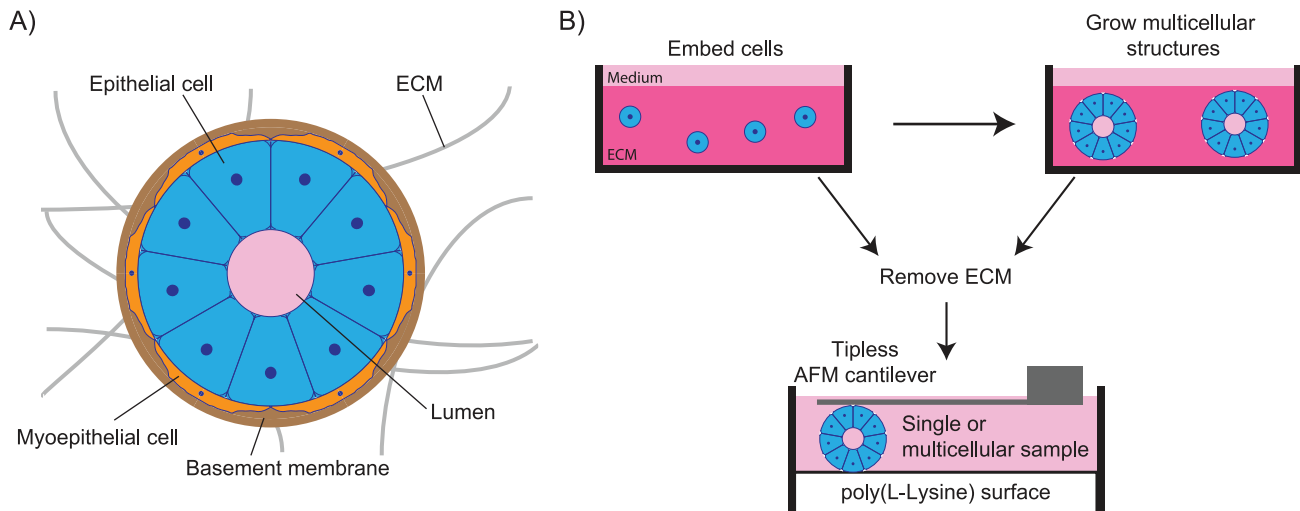 A)
Epithelial cell
ECM
Lumen
Myoepithelial cell
Basement membrane
B)
Embed cells
Medium
ECM
Grow multicellular
structures
Remove ECM
Tipless
AFM cantilever
Single or
multicellular sample
poly(L-Lysine) surface